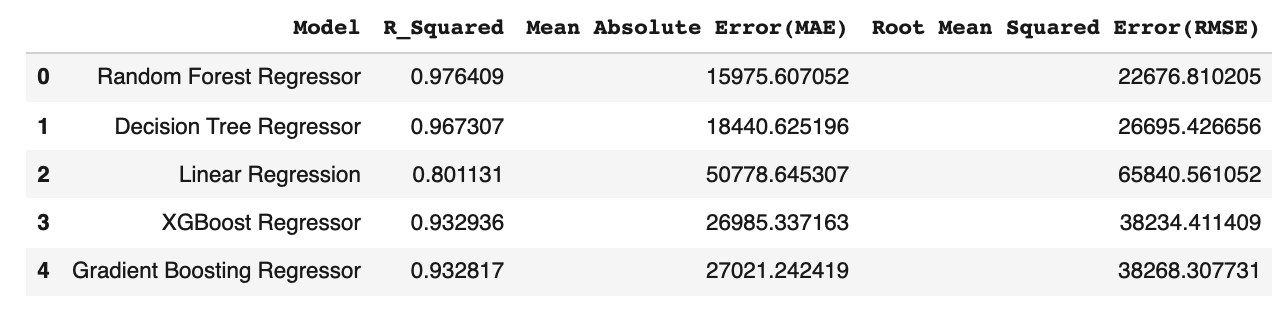 Model R_Squared Mean Absolute Error(MAE) Root Mean Squared Error(RMSE)
0 Random Forest Regressor 0.976409 15975.607052 22676.810205
1 Decision Tree Regressor 0.967307 18440.625196 26695.426656
2 Linear Regression 0.801131 50778.645307 65840.561052
3 XGBoost Regressor 0.932936 26985.337163 38234.411409
4 Gradient Boosting Regressor 0.932817 27021.242419 38268.307731